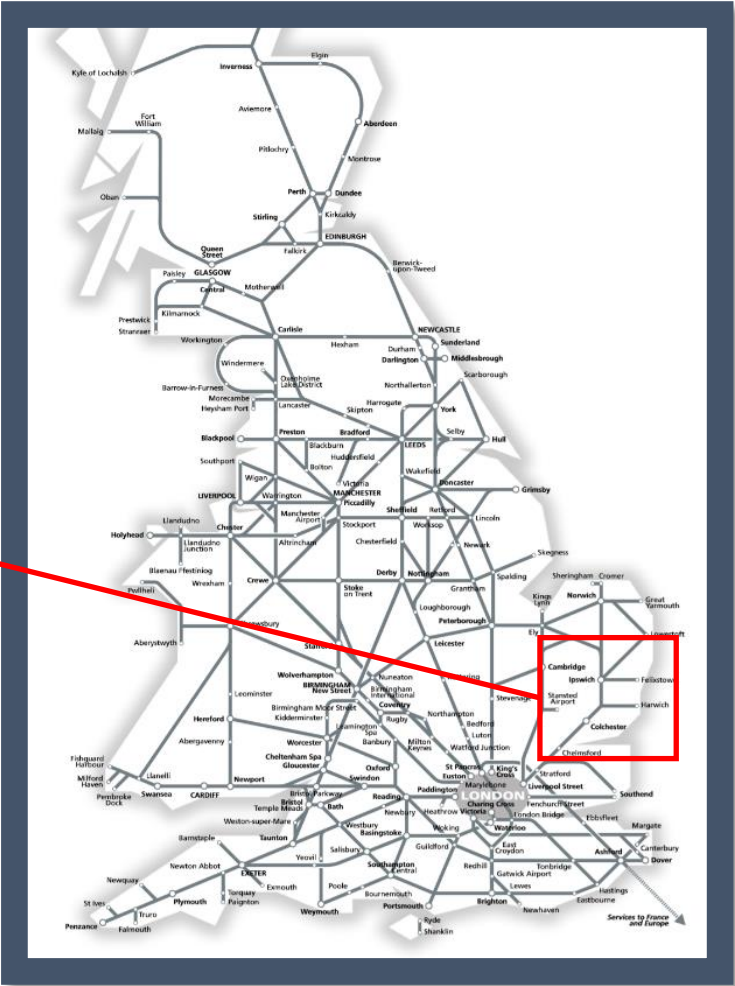 Elgin
Inverness
Kyle of Lochalsh
Aviemore
Fort
William
Mallaig
Aberdeen
Pitlochry
Montrose
Perth
Dundee
Oban
Stirling
Kirkcaldy
EDINBURGH
Queen
Street
Falkirk
Berwick-
upon-Tweed
Paisley
GLASGOW
Central
Motherwell
Kilmarnock
Prestwick
Stranraer
Carlisle
NEWCASTLE
Workington
Hexham
Sunderland
Durham
Darlington
Middlesbrough
Windermere
Scarborough
Oxenholme
Lake District
Barrow-in-Furness
Northallerton
Morecambe
Heysham Port
Lancaster
Harrogate
Skipton
York
Blackpool
Preston
Bradford
Selby
Hull
Blackburn
LEEDS
Southport
Huddersfield
Bolton
Wakefield
Wigan
Victoria
MANCHESTER
Piccadilly
Doncaster
Grimsby
LIVERPOOL
Warrington
Manchester
Airport
Sheffield
Retford
Llandudno
Chester
Stockport
Worksop
Lincoln
Holyhead
Llandudno
Junction
Altrincham
Chesterfield
Newark
Skegness
Blaenau Ffestiniog
Wrexham
Crewe
Derby
Nottingham
Spalding
Sheringham
Cromer
Pwllheli
Stoke
on Trent
Grantham
Kings
Lynn
Norwich
Great
Yarmouth
Loughborough
Shrewsbury
Peterborough
Ely
Lowestoft
Aberystwyth
Stafford
Leicester
Cambridge
Wolverhampton
Nuneaton
Kettering
Ipswich
Felixstowe
BIRMINGHAM
New Street
Birmingham
International
Stansted
Airport
Leominster
Stevenage
Coventry
Harwich
Birmingham Moor Street
Kidderminster
Rugby
Northampton
Hereford
Leamington
Spa
Bedford
Colchester
Abergavenny
Worcester
Banbury
Milton
Keynes
Luton
Watford Junction
Chelmsford
Cheltenham Spa
Gloucester
Fishguard
Harbour
Oxford
St Pancras
King's
Cross
Euston
Stratford
Milford
Haven
Llanelli
Swindon
Marylebone
Liverpool Street
Pembroke
Dock
Swansea
CARDIFF
Newport
Bristol Parkway
Paddington
LONDON
Southend
Bristol
Temple Meads
Bath
Reading
Charing Cross
Fenchurch Street
Newbury
Heathrow
Victoria
London Bridge
Weston-super-Mare
Westbury
Waterloo
Ebbsfleet
Basingstoke
Woking
Margate
Barnstaple
Taunton
Salisbury
Guildford
East
Croydon
Canterbury
Yeovil
Ashford
Newton Abbot
Southampton
Central
Redhill
Tonbridge
Dover
EXETER
Gatwick Airport
Newquay
Exmouth
Poole
Lewes
Hastings
Torquay
Paignton
Bournemouth
Eastbourne
St Ives
Plymouth
Weymouth
Portsmouth
Brighton
Newhaven
Truro
Penzance
Falmouth
Ryde
Shanklin
Services to France
and Europe